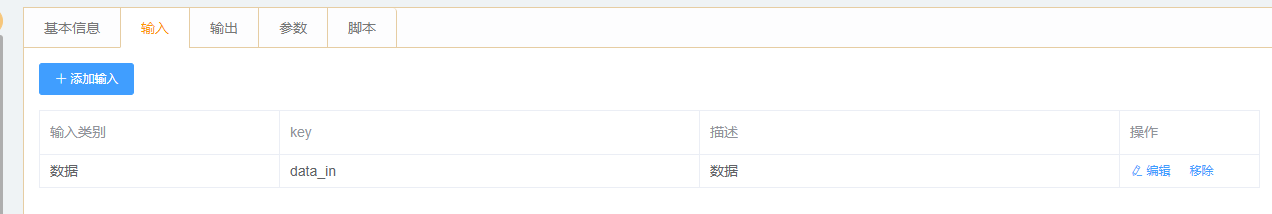 基本信息 输入 输出 参数 脚本
添加输入
输入类别 key 描述 操作
数据 data_in 数据 编辑 移除